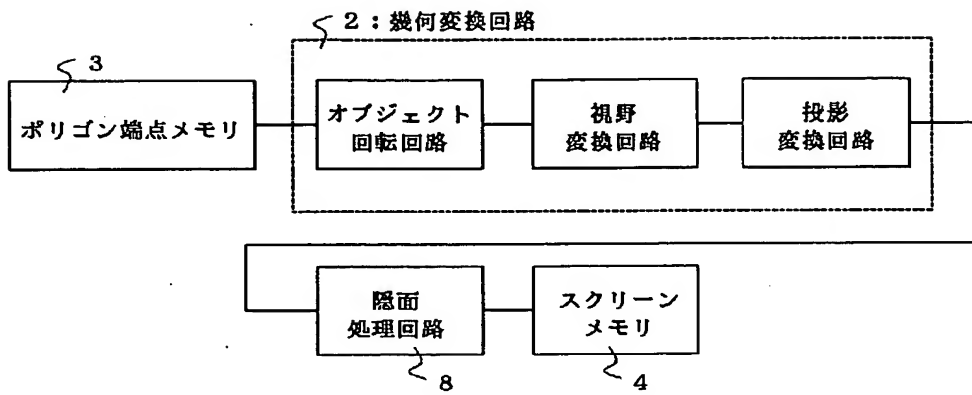 2:幾何変換回路
3
ポリゴン端点メモリ
オブジェクト
回転回路
視野
変換回路
投影
変換回路
隠面
処理回路
スクリーン
メモリ
8
4